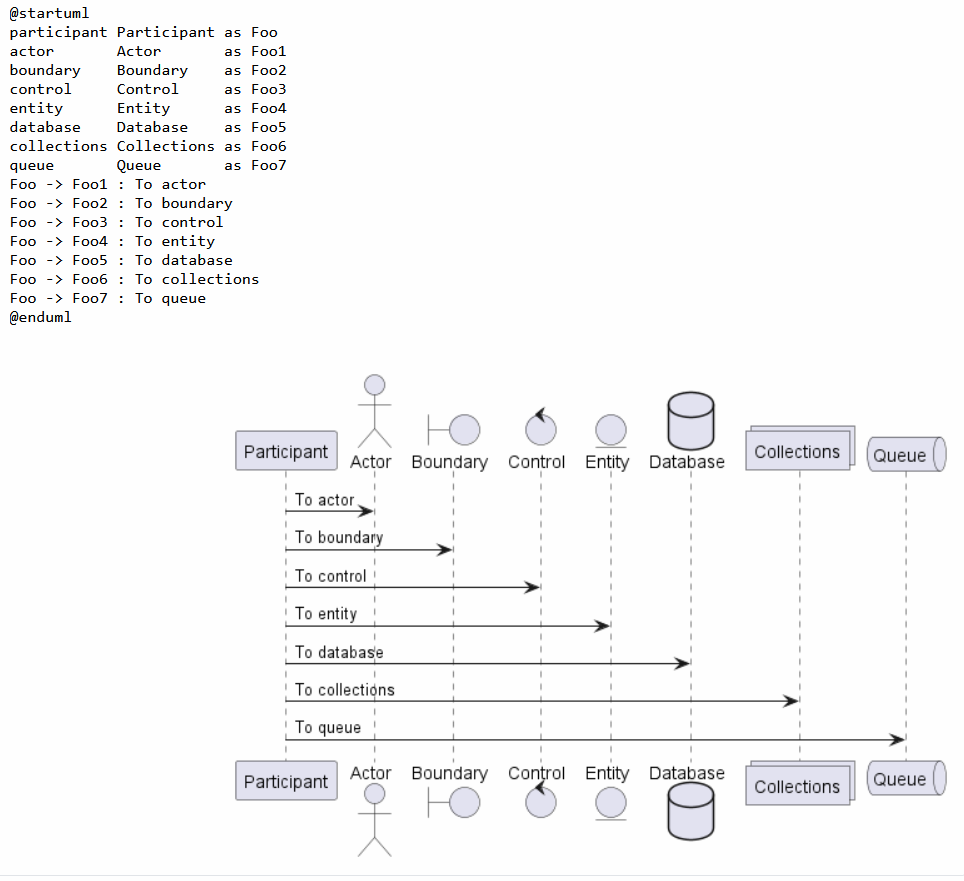 @startuml
participant Participant as Foo
actor       Actor       as Foo1
boundary    Boundary    as Foo2
control     Control     as Foo3
entity      Entity      as Foo4
database    Database    as Foo5
collections Collections as Foo6
queue       Queue       as Foo7
Foo -> Foo1 : To actor
Foo -> Foo2 : To boundary
Foo -> Foo3 : To control
Foo -> Foo4 : To entity
Foo -> Foo5 : To database
Foo -> Foo6 : To collections
Foo -> Foo7 : To queue
@enduml
Participant Actor Boundary Control Entity Database Collections Queue
To actor
To boundary
To control
To entity
To database
To collections
To queue
Participant Actor Boundary Control Entity Database Collections Queue